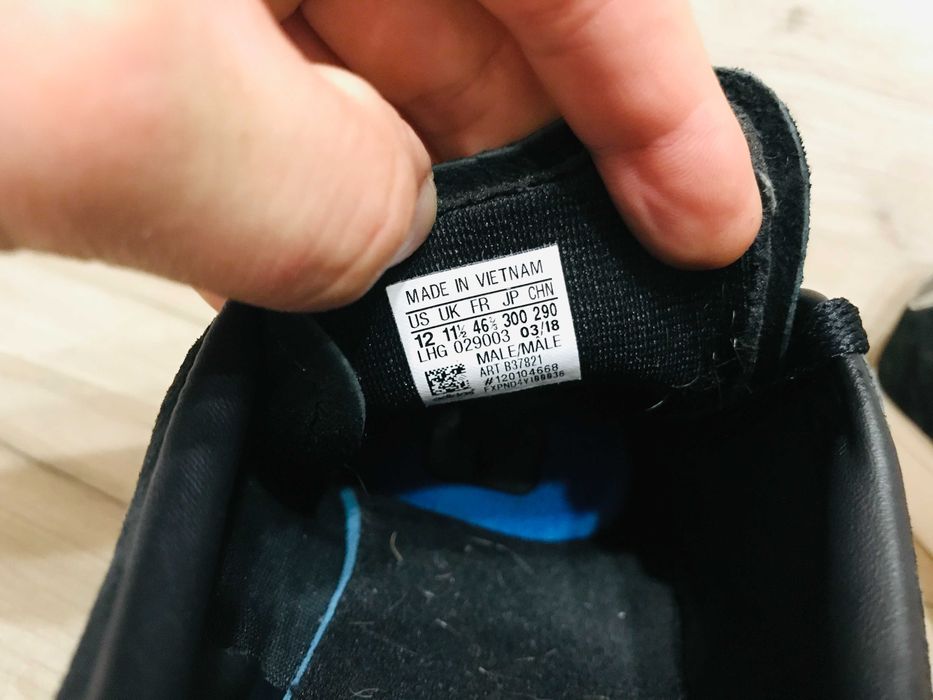 MADE IN VIETNAM
US UK FR JP CHN
12 11½ 46⅔ 300 290
LHG 029003 03/18
MALE/MALE
ART B37821
#120104668